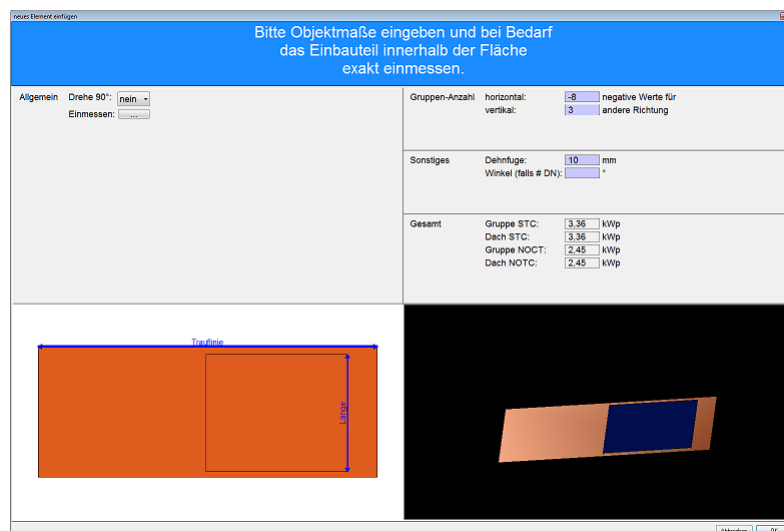 neues Element einfügen
Bitte Objektmaße eingeben und bei Bedarf
das Einbauteil innerhalb der Fläche
exakt einmessen.
Allgemein Drehe 90°: nein
Einmessen: ...
Gruppen-Anzahl horizontal: -8 negative Werte für
vertikal: 3 andere Richtung
Sonstiges Dehnfuge: 10 mm
Winkel (falls # DN): °
Gesamt Gruppe STC: 3,36 kWp
Dach STC: 3,36 kWp
Gruppe NOCT: 2,45 kWp
Dach NOTC: 2,45 kWp
Trauflinie
Länge
Abbrechen OK